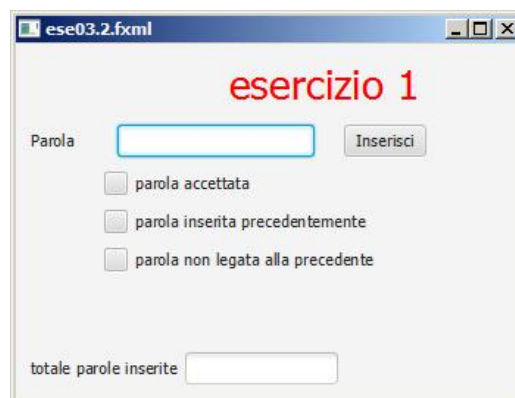 ese03.2.fxml
esercizio 1
Parola Inserisci
parola accettata
parola inserita precedentemente
parola non legata alla precedente
totale parole inserite